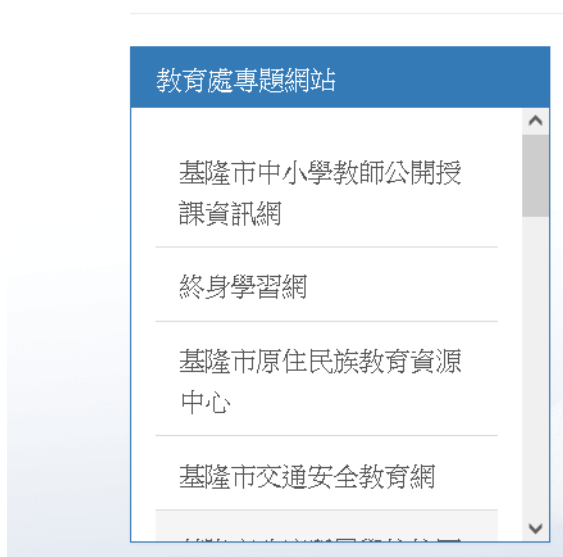 教育處專題網站
基隆市中小學教師公開授
課資訊網
終身學習網
基隆市原住民族教育資源
中心
基隆市交通安全教育網